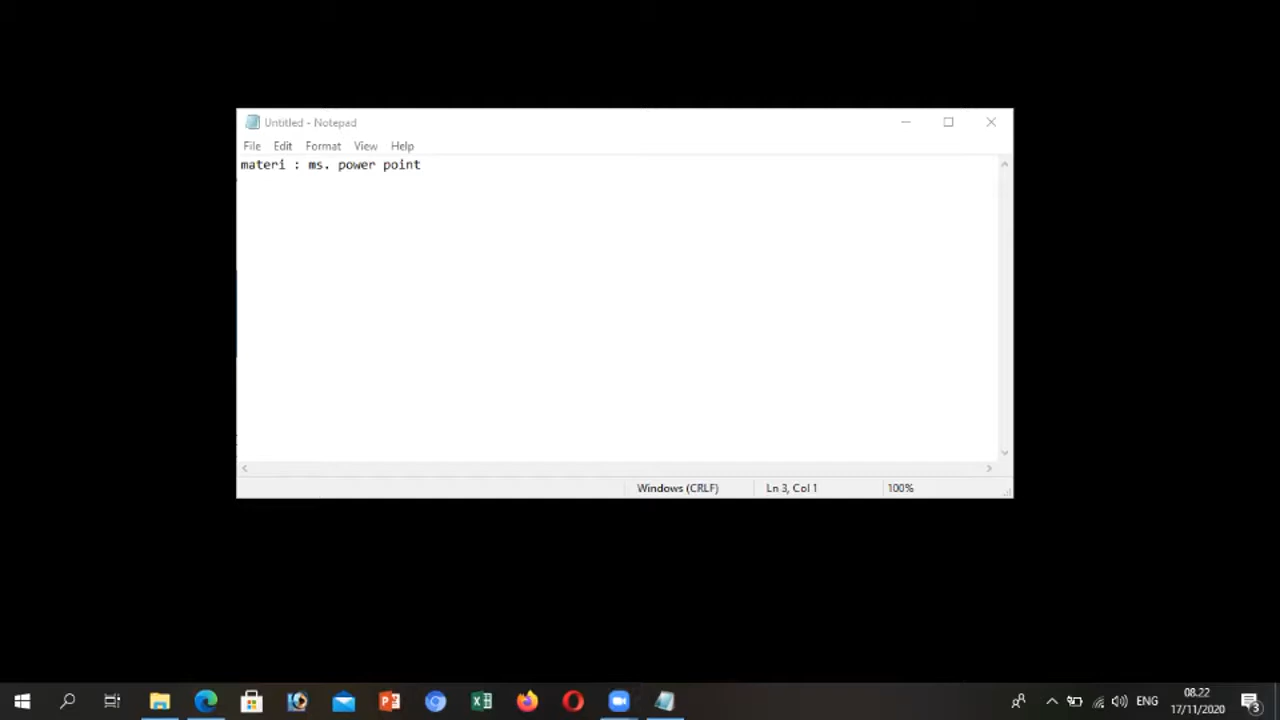 Untitled - Notepad
File Edit Format View Help
materi : ms. power point
Windows (CRLF) Ln 3, Col 1 100%
ENG 08.22
17/11/2020 3